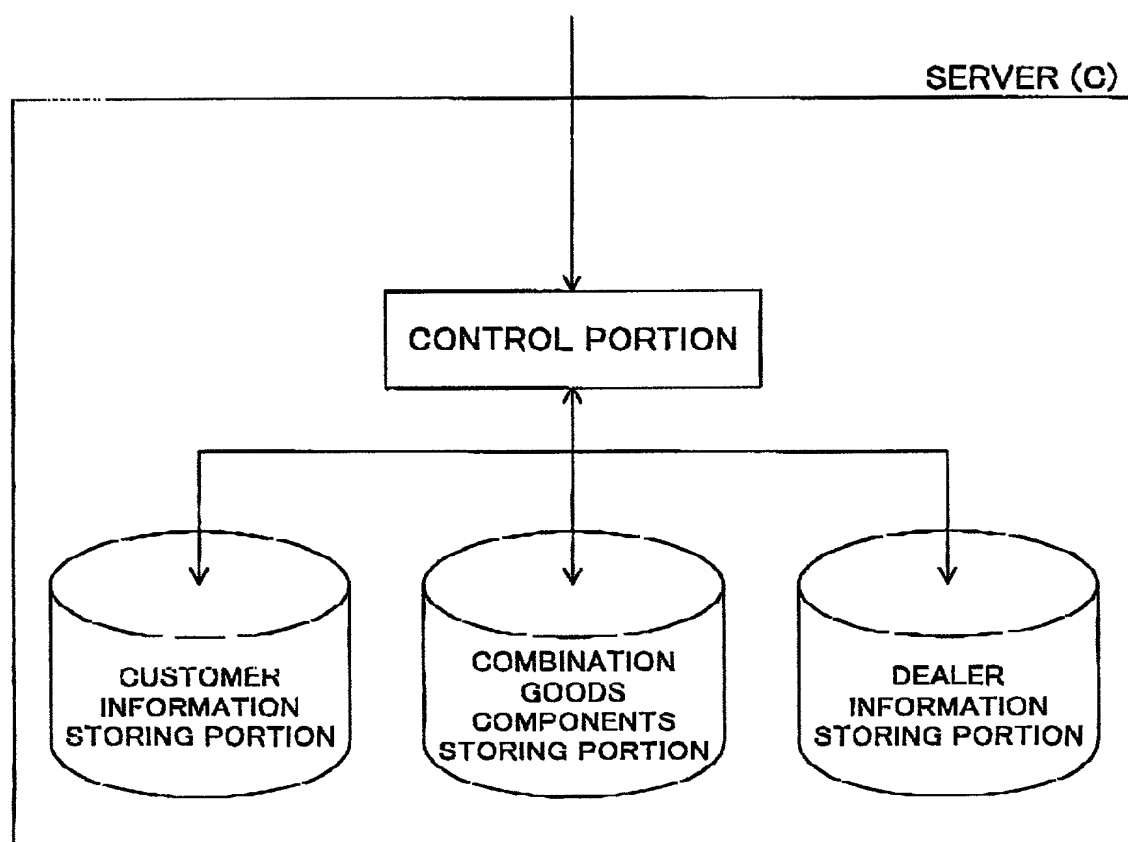 SERVER (C)
CONTROL PORTION
CUSTOMER
INFORMATION
STORING PORTION
COMBINATION
GOODS
COMPONENTS
STORING PORTION
DEALER
INFORMATION
STORING PORTION